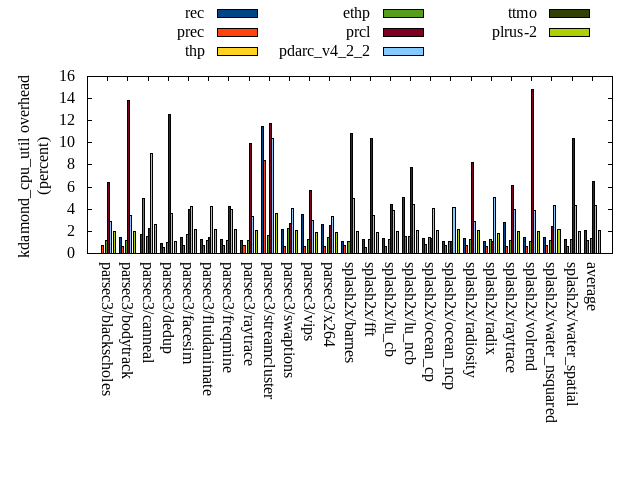 rec ethp ttmo
prec prcl plrus-2
thp pdarc_v4_2_2
kdamond_cpu_util overhead
(percent)
16
14
12
10
8
6
4
2
0
parsec3/blackscholes
parsec3/bodytrack
parsec3/canneal
parsec3/dedup
parsec3/facesim
parsec3/fluidanimate
parsec3/freqmine
parsec3/raytrace
parsec3/streamcluster
parsec3/swaptions
parsec3/vips
parsec3/x264
splash2x/barnes
splash2x/fft
splash2x/lu_cb
splash2x/lu_ncb
splash2x/ocean_cp
splash2x/ocean_ncp
splash2x/radiosity
splash2x/radix
splash2x/raytrace
splash2x/volrend
splash2x/water_nsquared
splash2x/water_spatial
average